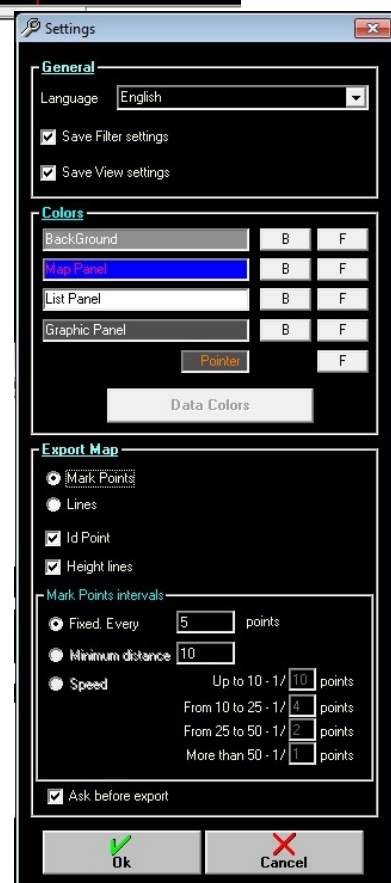 Settings
General
Language English
Save Filter settings
Save View settings
Colors
BackGround B F
Map Panel B F
List Panel B F
Graphic Panel B F
Pointer F
Data Colors
Export Map
Mark Points
Lines
Id Point
Height lines
Mark Points intervals
Fixed. Every 5 points
Minimum distance 10
Speed Up to 10 - 1/ 10 points
From 10 to 25 - 1/ 4 points
From 25 to 50 - 1/ 2 points
More than 50 - 1/ 1 points
Ask before export
Ok Cancel